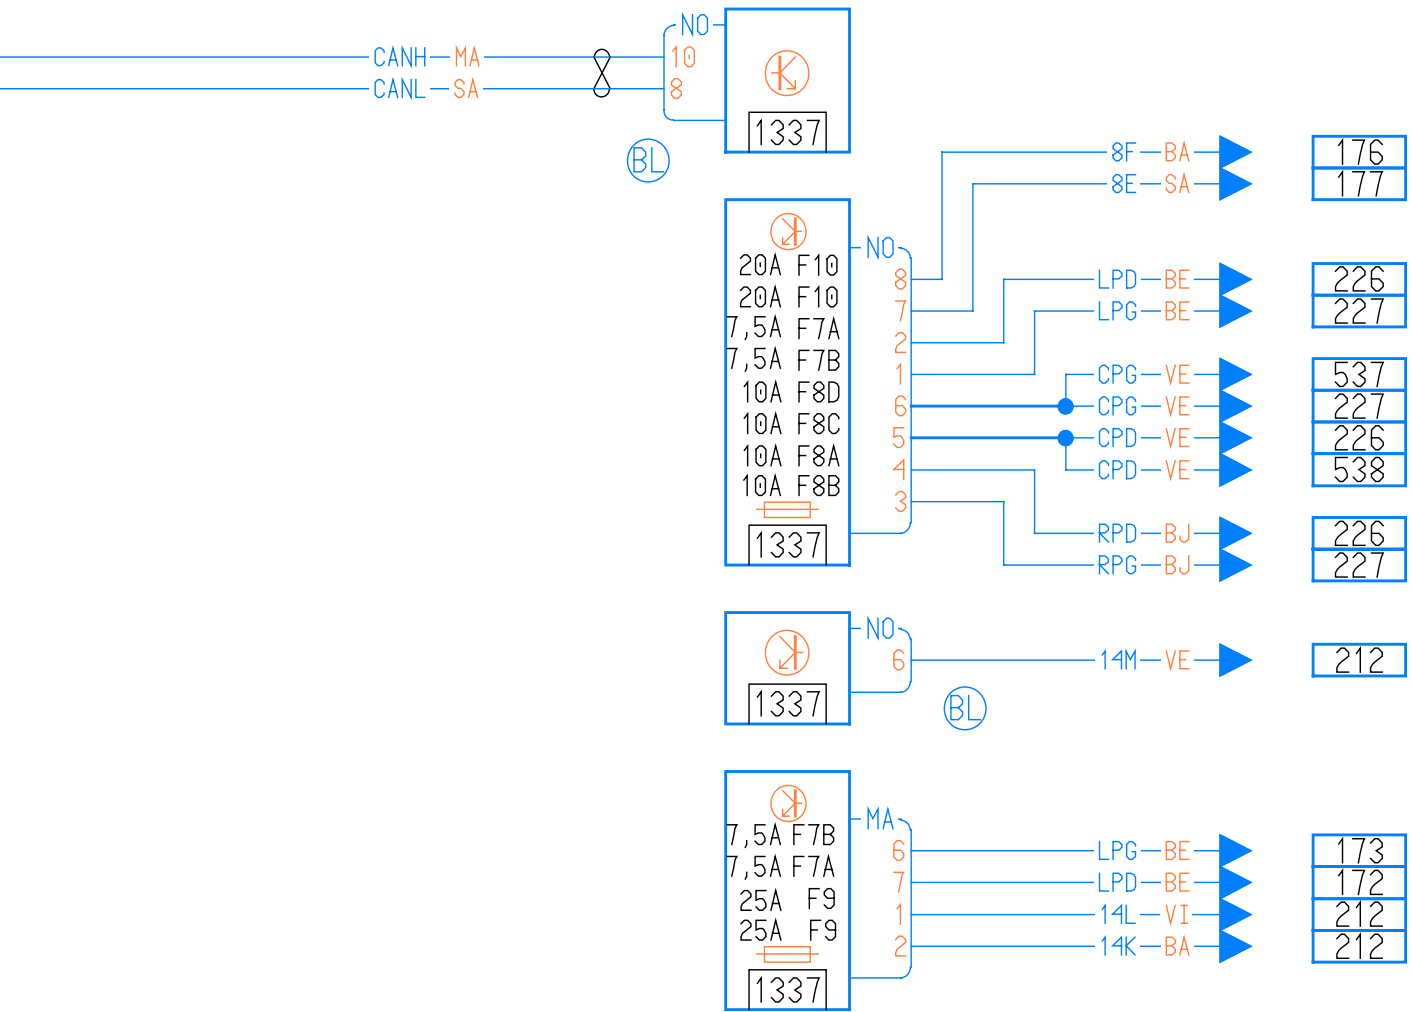 NO
CANH MA 10
CANL SA 8
1337
BL
8F BA 176
8E SA 177
NO
20A F10 8 LPD BE 226
20A F10 7 LPG BE 227
7,5A F7A 2
7,5A F7B 1 CPG VE 537
10A F8D 6 CPG VE 227
10A F8C 5 CPD VE 226
10A F8A 4 CPD VE 538
10A F8B 3
1337 RPD BJ 226
RPG BJ 227
NO
6 14M VE 212
1337
BL
MA
7,5A F7B 6 LPG BE 173
7,5A F7A 7 LPD BE 172
25A F9 1 14L VI 212
25A F9 2 14K BA 212
1337